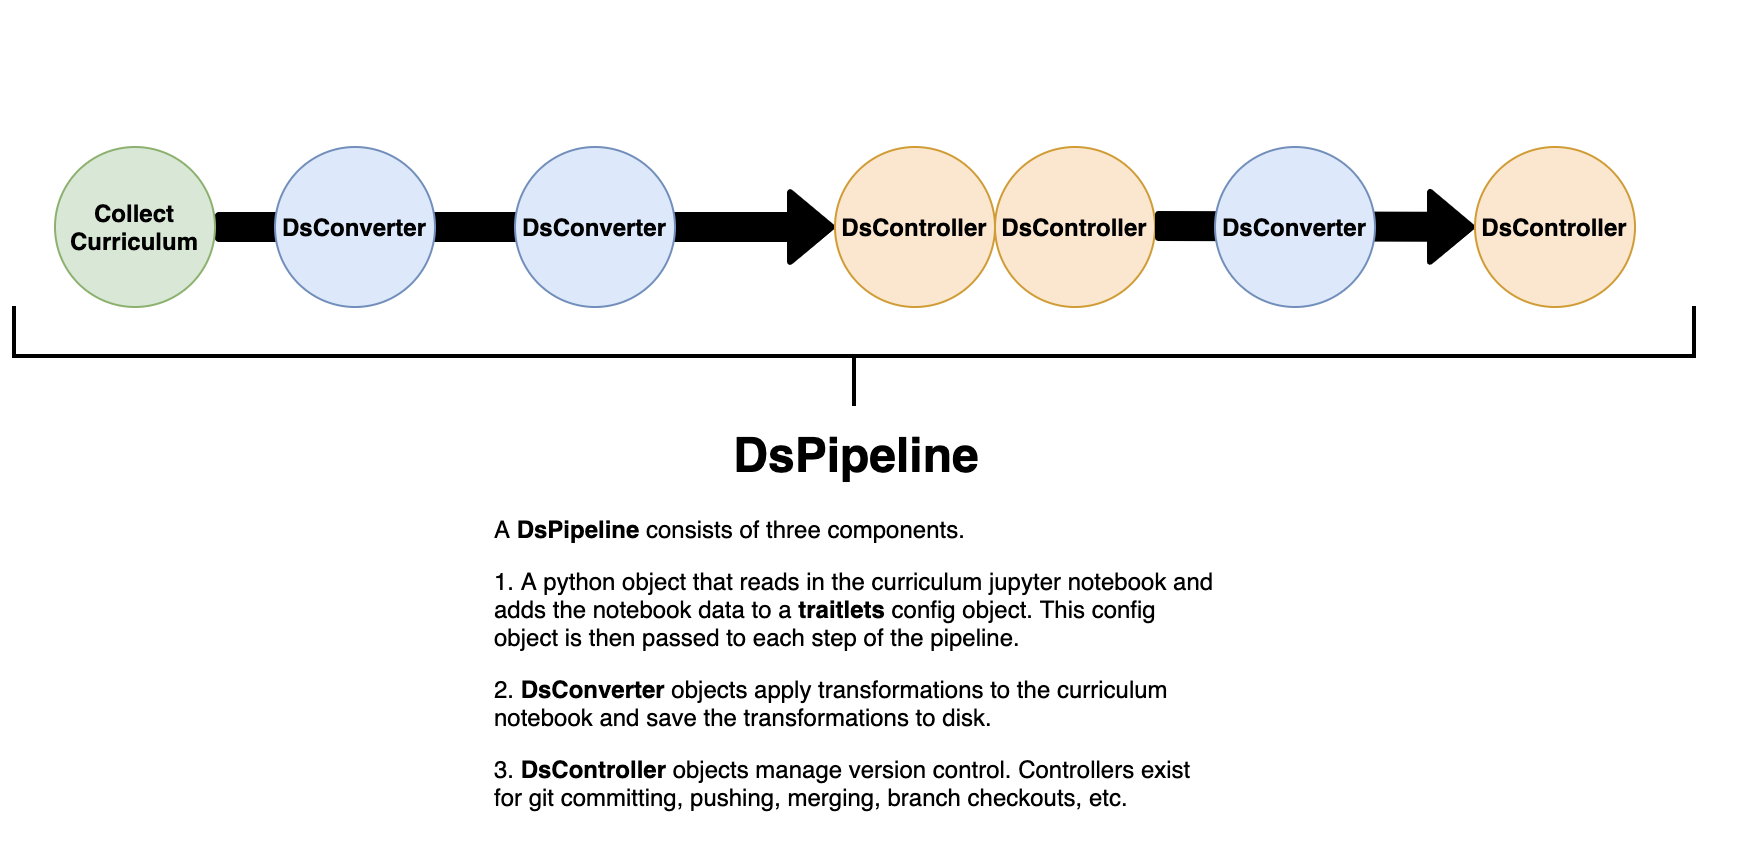 Collect
Curriculum
DsConverter
DsConverter
DsController
DsController
DsConverter
DsController
DsPipeline
A DsPipeline consists of three components.
1. A python object that reads in the curriculum jupyter notebook and
adds the notebook data to a traitlets config object. This config
object is then passed to each step of the pipeline.
2. DsConverter objects apply transformations to the curriculum
notebook and save the transformations to disk.
3. DsController objects manage version control. Controllers exist
for git committing, pushing, merging, branch checkouts, etc.